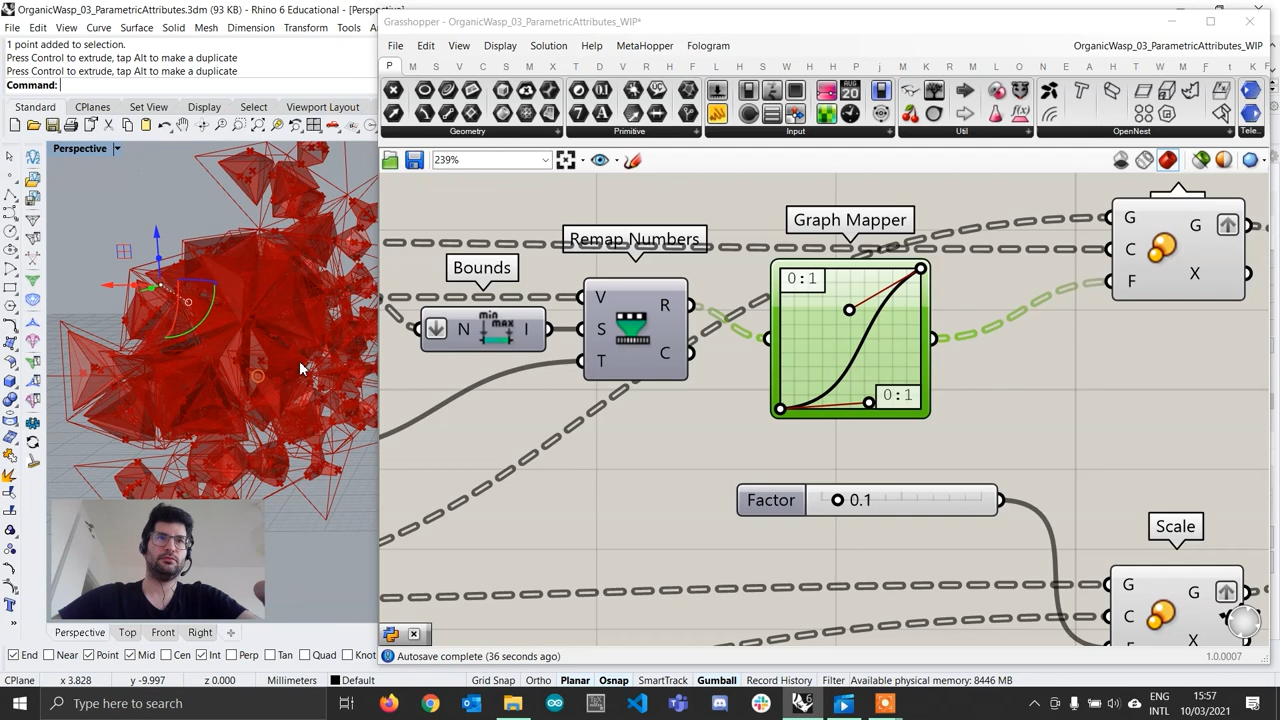 OrganicWasp_03_ParametricAttributes.3dm (93 KB) - Rhino 6 Educational - [Perspective]
File Edit View Curve Surface Solid Mesh Dimension Transform Tools
1 point added to selection.
Press Control to extrude, tap Alt to make a duplicate
Press Control to extrude, tap Alt to make a duplicate
Command:
Standard CPlanes Set View Display Select Viewport Layout
Perspective
Grasshopper - OrganicWasp_03_ParametricAttributes_WIP*
File Edit View Display Solution Help MetaHopper Fologram
OrganicWasp_03_ParametricAttributes_WIP
Geometry Primitive Input Util OpenNest Tele...
239%
Graph Mapper
Remap Numbers
Bounds
N I
min
max
V R
S
T C
0 : 1
0 : 1
G G
C
F X
Factor 0.1
Scale
G G
C X
Perspective Top Front Right
End Near Point Mid Cen Int Perp Tan Quad Knot
Autosave complete (36 seconds ago)
1.0.0007
CPlane x 3.828 y -9.997 z 0.000 Millimeters Default Grid Snap Ortho Planar Osnap SmartTrack Gumball Record History Filter Available physical memory: 8446 MB
Type here to search
ENG
INTL
15:57
10/03/2021